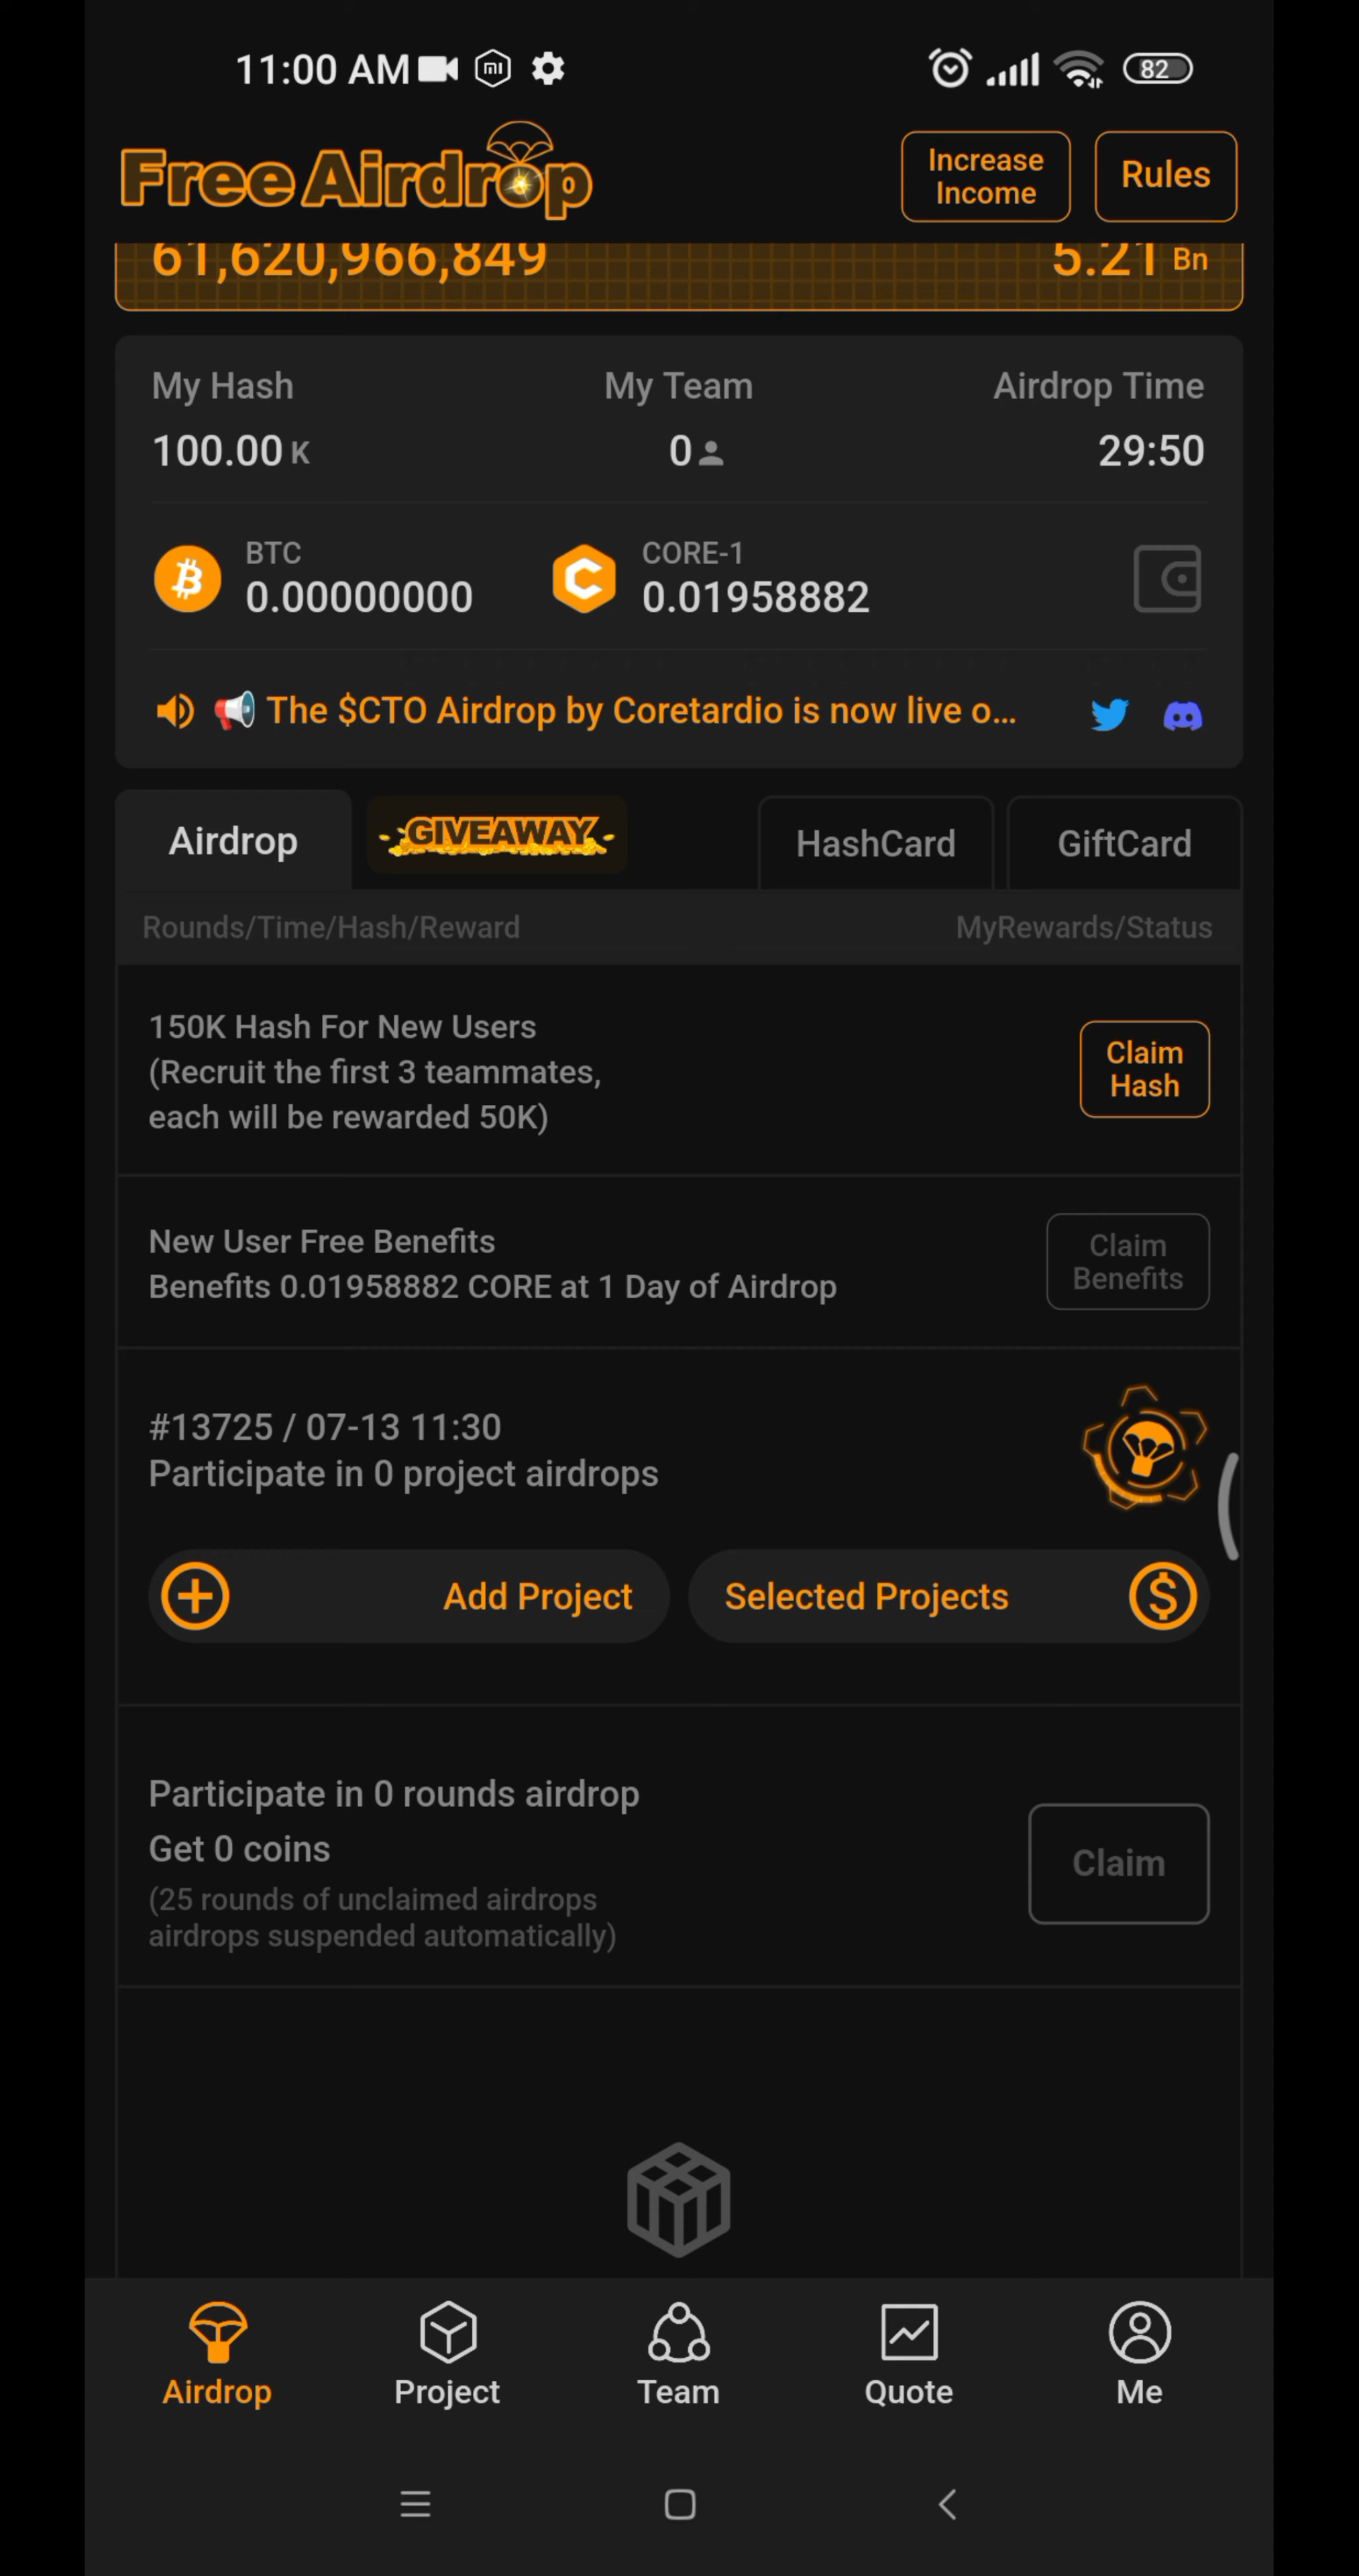 11:00 AM
82
Free Airdrop
Increase
Income
Rules
61,620,966,849
5.21 Bn
My Hash
My Team
Airdrop Time
100.00 K
0
29:50
BTC
0.00000000
CORE-1
0.01958882
The $CTO Airdrop by Coretardio is now live o...
Airdrop
GIVEAWAY
HashCard
GiftCard
Rounds/Time/Hash/Reward
MyRewards/Status
150K Hash For New Users
(Recruit the first 3 teammates,
each will be rewarded 50K)
Claim
Hash
New User Free Benefits
Benefits 0.01958882 CORE at 1 Day of Airdrop
Claim
Benefits
#13725 / 07-13 11:30
Participate in 0 project airdrops
Add Project
Selected Projects
Participate in 0 rounds airdrop
Get 0 coins
(25 rounds of unclaimed airdrops
airdrops suspended automatically)
Claim
Airdrop
Project
Team
Quote
Me